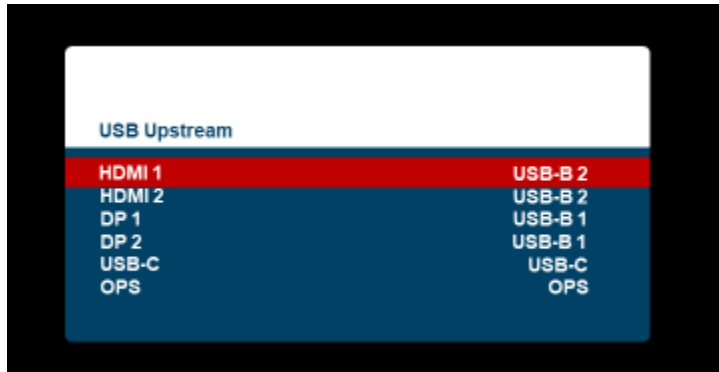 USB Upstream
HDMI 1 USB-B 2
HDMI 2 USB-B 2
DP 1 USB-B 1
DP 2 USB-B 1
USB-C USB-C
OPS OPS